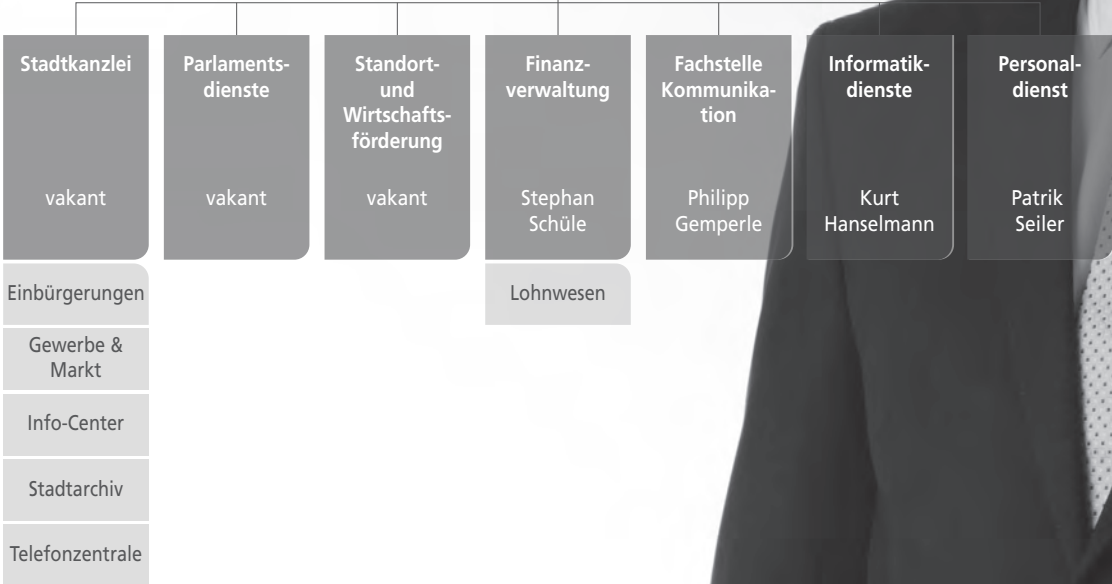 Stadtkanzlei
vakant
Parlaments-
dienste
vakant
Standort-
und
Wirtschafts-
förderung
vakant
Finanz-
verwaltung
Stephan
Schüle
Fachstelle
Kommunika-
tion
Philipp
Gemperle
Informatik-
dienste
Kurt
Hanselmann
Personal-
dienst
Patrik
Seiler
Einbürgerungen
Gewerbe &
Markt
Info-Center
Stadtarchiv
Telefonzentrale
Lohnwesen